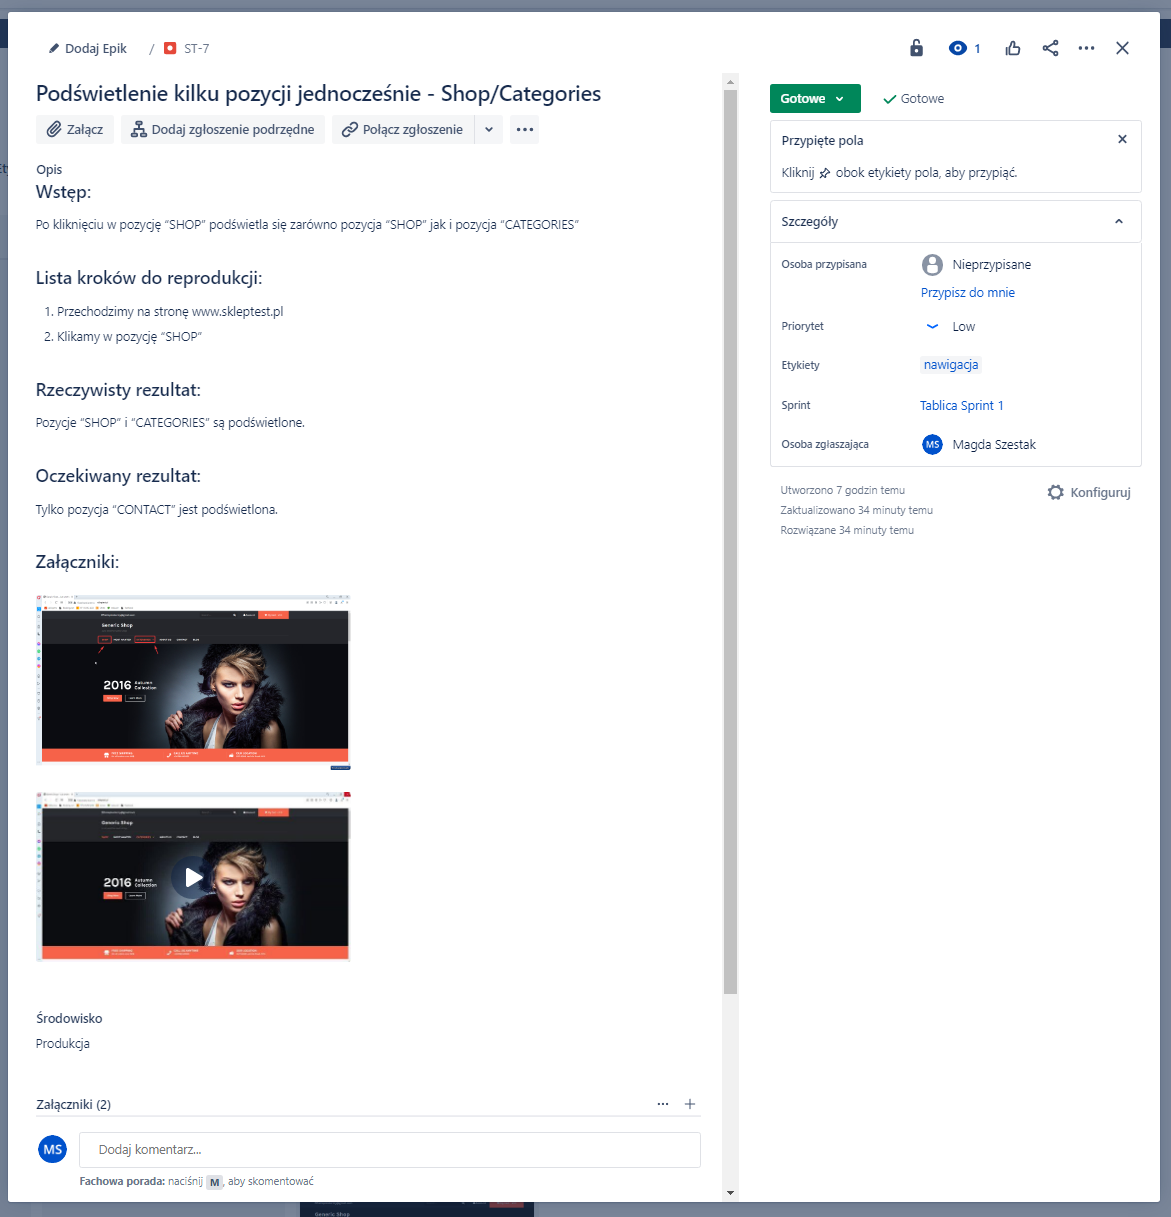 Dodaj Epik / ST-7
1
Podświetlenie kilku pozycji jednocześnie - Shop/Categories
Załącz Dodaj zgłoszenie podrzędne Połącz zgłoszenie
Opis
Wstęp:
Po kliknięciu w pozycję “SHOP” podświetla się zarówno pozycja “SHOP” jak i pozycja “CATEGORIES”
Lista kroków do reprodukcji:
1. Przechodzimy na stronę www.skleptest.pl
2. Klikamy w pozycję “SHOP”
Rzeczywisty rezultat:
Pozycje “SHOP” i “CATEGORIES” są podświetlone.
Oczekiwany rezultat:
Tylko pozycja “CONTACT” jest podświetlona.
Załączniki:
Generic Shop
2016 Autumn
Collection
Generic Shop
2016 Autumn
Collection
Środowisko
Produkcja
Załączniki (2)
MS Dodaj komentarz...
Fachowa porada: naciśnij M, aby skomentować
Gotowe Gotowe
Przypięte pola
Kliknij obok etykiety pola, aby przypiąć.
Szczegóły
Osoba przypisana Nieprzypisane
Przypisz do mnie
Priorytet Low
Etykiety nawigacja
Sprint Tablica Sprint 1
Osoba zgłaszająca MS Magda Szestak
Utworzono 7 godzin temu Konfiguruj
Zaktualizowano 34 minuty temu
Rozwiązane 34 minuty temu
Generic Shop